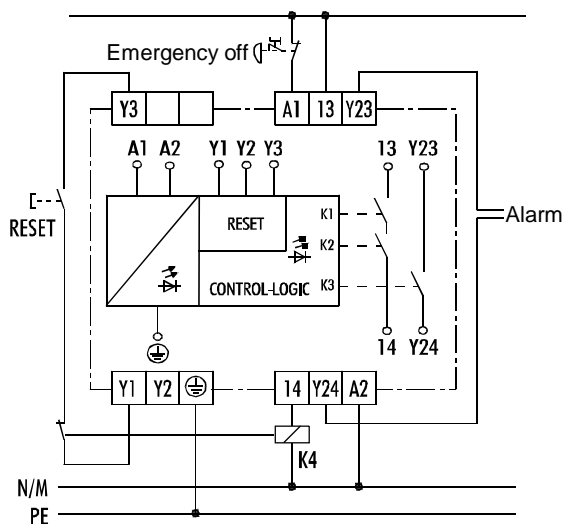 Emergency off
Y3 A1 13 Y23
A1 A2 Y1 Y2 Y3 13 Y23
RESET
RESET
K1
K2
K3
CONTROL-LOGIC
Alarm
14 Y24
Y1 Y2 14 Y24 A2
K4
N/M
PE